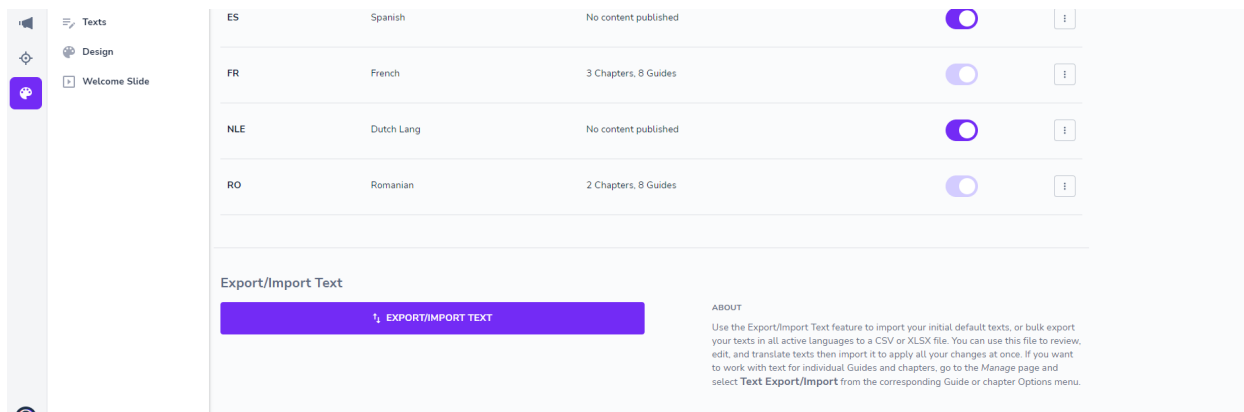 Texts
Design
Welcome Slide
ES Spanish No content published
FR French 3 Chapters, 8 Guides
NLE Dutch Lang No content published
RO Romanian 2 Chapters, 8 Guides
Export/Import Text
EXPORT/IMPORT TEXT
ABOUT
Use the Export/Import Text feature to import your initial default texts, or bulk export
your texts in all active languages to a CSV or XLSX file. You can use this file to review,
edit, and translate texts then import it to apply all your changes at once. If you want
to work with text for individual Guides and chapters, go to the Manage page and
select Text Export/Import from the corresponding Guide or chapter Options menu.